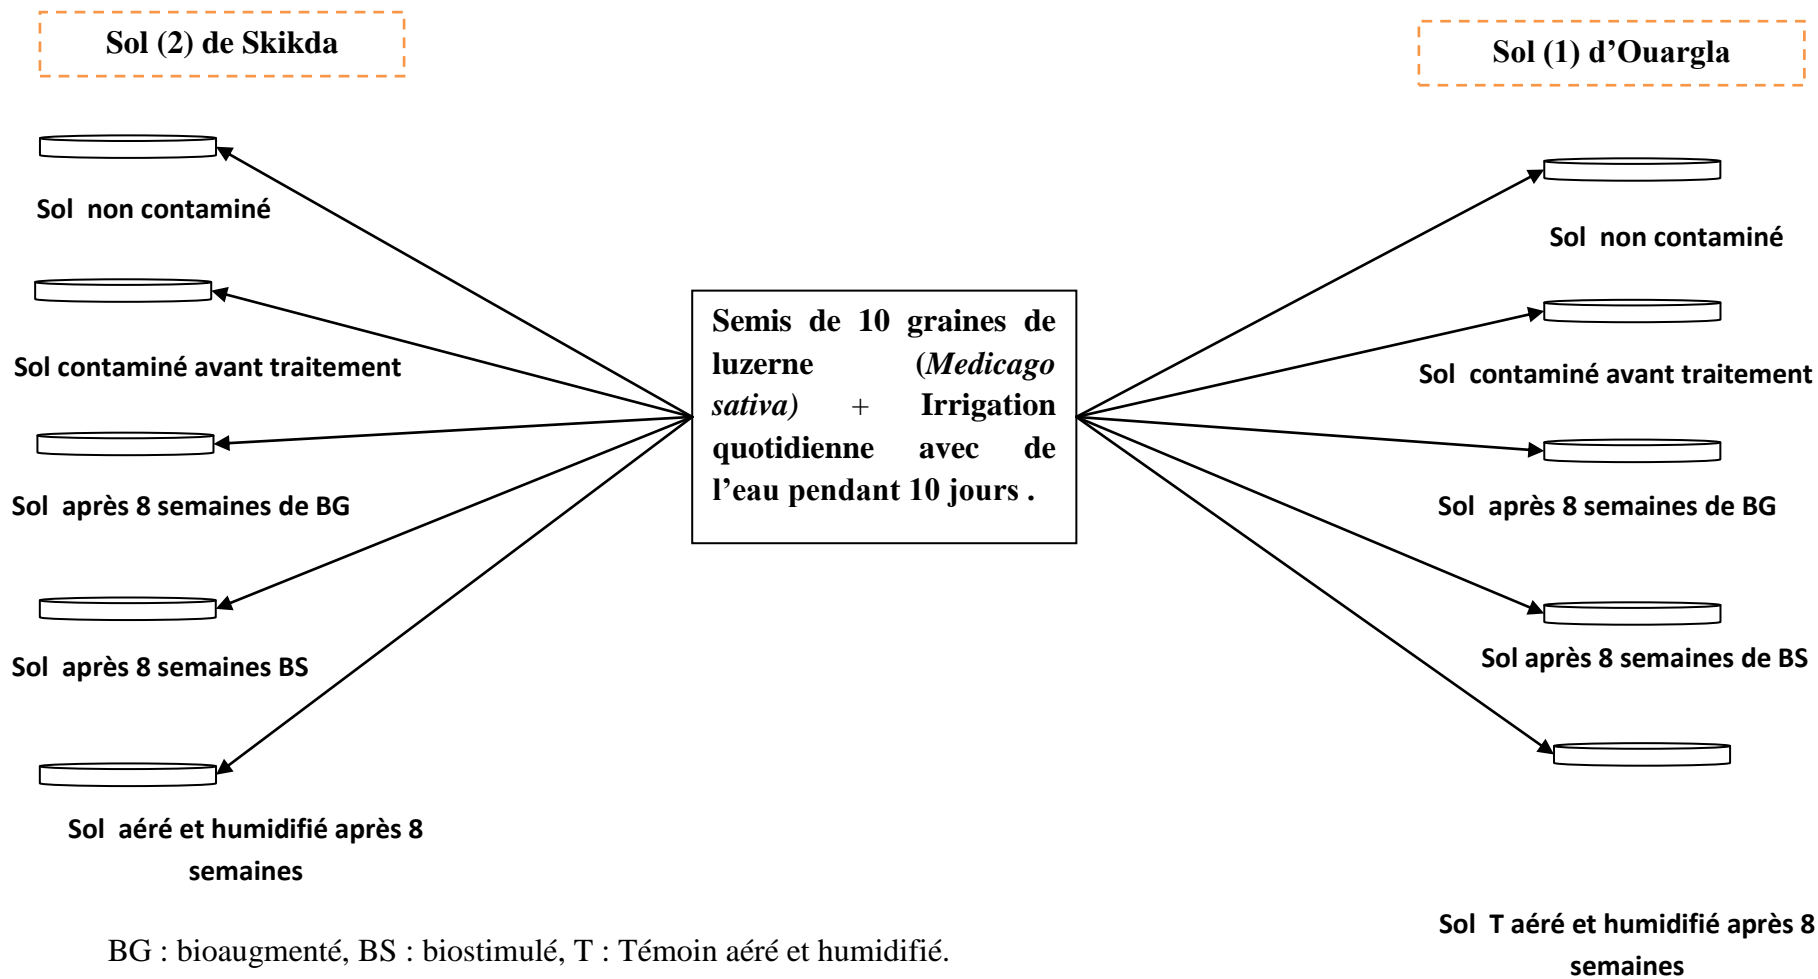 Sol (2) de Skikda
Sol (1) d’Ouargla
Sol non contaminé
Sol contaminé avant traitement
Sol après 8 semaines de BG
Sol après 8 semaines BS
Sol aéré et humidifié après 8
semaines
Semis de 10 graines de
luzerne (Medicago
sativa) + Irrigation
quotidienne avec de
l’eau pendant 10 jours .
Sol non contaminé
Sol contaminé avant traitement
Sol après 8 semaines de BG
Sol après 8 semaines de BS
Sol T aéré et humidifié après 8
semaines
BG : bioaugmenté, BS : biostimulé, T : Témoin aéré et humidifié.